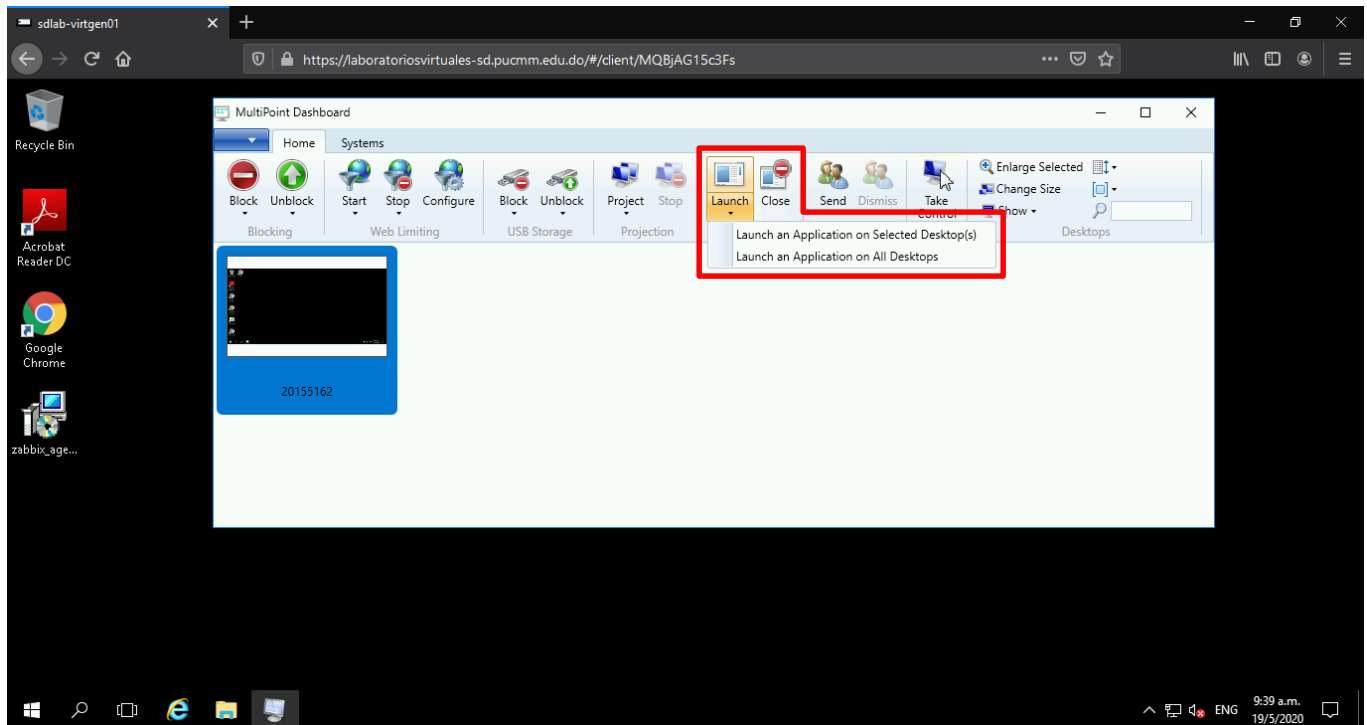 sdlab-virtgen01
https://laboratoriosvirtuales-sd.pucmm.edu.do/#/client/MQBjAG15c3Fs
Recycle Bin
Acrobat
Reader DC
Google
Chrome
zabbix_age...
MultiPoint Dashboard
Home Systems
Block Unblock Start Stop Configure Block Unblock Project Stop Launch Close Send Dismiss Take
Control
Enlarge Selected
Change Size
Show
Blocking Web Limiting USB Storage Projection Desktops
Launch an Application on Selected Desktop(s)
Launch an Application on All Desktops
20155162
ENG
9:39 a.m.
19/5/2020